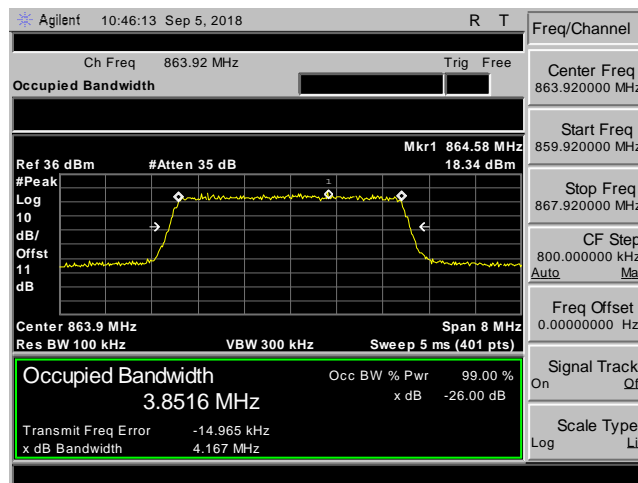 Agilent 10:46:13 Sep 5, 2018 R T
Freq/Channel
Ch Freq 863.92 MHz Trig Free
Occupied Bandwidth
Center Freq
863.920000 MHz
Start Freq
859.920000 MHz
Mkr1 864.58 MHz
Ref 36 dBm #Atten 35 dB 18.34 dBm
#Peak
Log
10
dB/
Offst
11
dB
1
Stop Freq
867.920000 MHz
CF Step
800.000000 kHz
Auto Ma
Freq Offset
0.00000000 Hz
Center 863.9 MHz Span 8 MHz
Res BW 100 kHz VBW 300 kHz Sweep 5 ms (401 pts)
Signal Track
On Of
Occupied Bandwidth Occ BW % Pwr 99.00 %
3.8516 MHz x dB -26.00 dB
Transmit Freq Error -14.965 kHz
x dB Bandwidth 4.167 MHz
Scale Type
Log Li